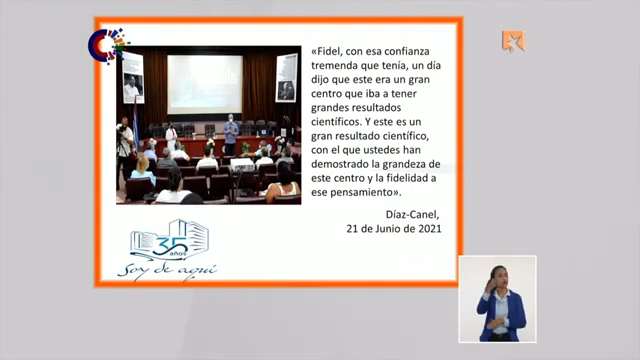 «Fidel, con esa confianza
tremenda que tenía, un día
dijo que este era un gran
centro que iba a tener
grandes resultados
científicos. Y este es un
gran resultado científico,
con el que ustedes han
demostrado la grandeza de
este centro y la fidelidad a
ese pensamiento».
Díaz-Canel,
21 de Junio de 2021
35
años
Soy de aquí